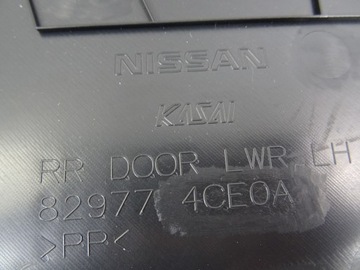 NISSAN
KASAI
RR DOOR LWR LH
82977 4CE0A
>PP<